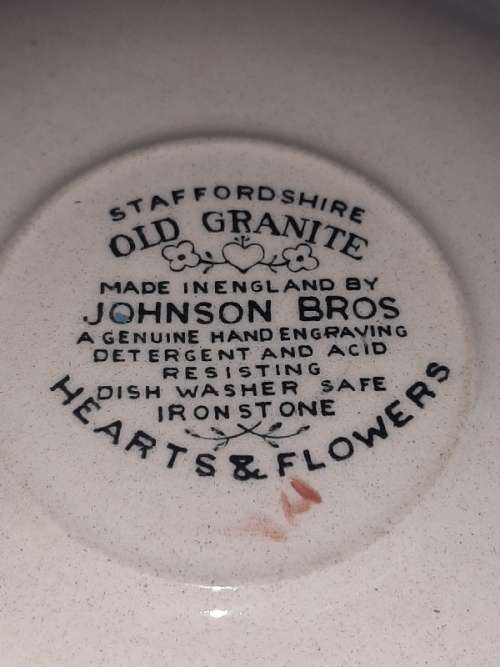 STAFFORDSHIRE
OLD GRANITE
MADE IN ENGLAND BY
JOHNSON BROS
A GENUINE HAND ENGRAVING
DETERGENT AND ACID
RESISTING
DISH WASHER SAFE
IRONSTONE
HEARTS & FLOWERS